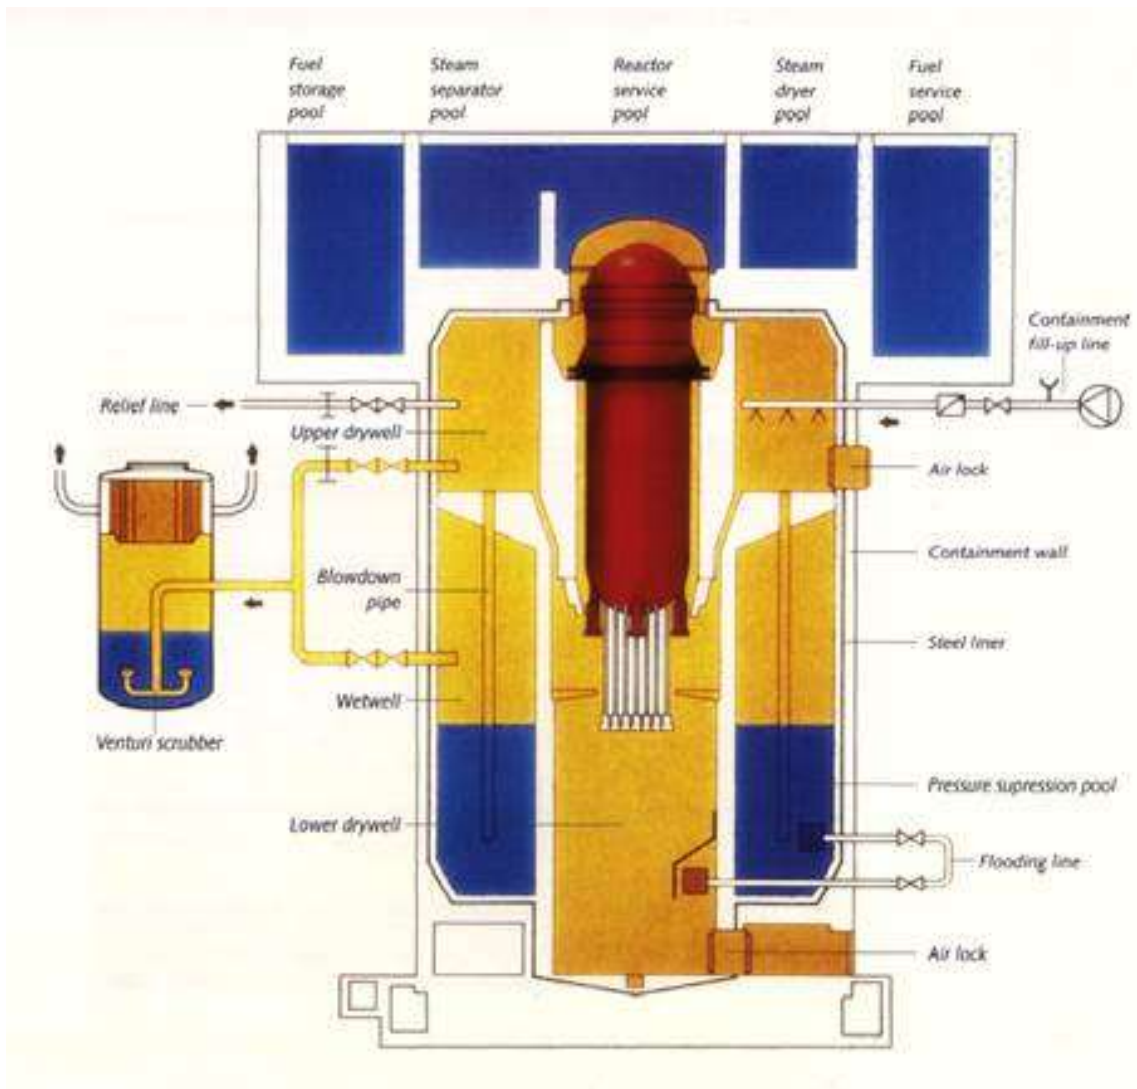 Fuel
storage
pool
Steam
separator
pool
Reactor
service
pool
Steam
dryer
pool
Fuel
service
pool
Containment
fill-up line
Relief line
Upper drywell
Air lock
Containment wall
Blowdown
pipe
Steel liner
Wetwell
Venturi scrubber
Pressure supression pool
Lower drywell
Flooding line
Air lock